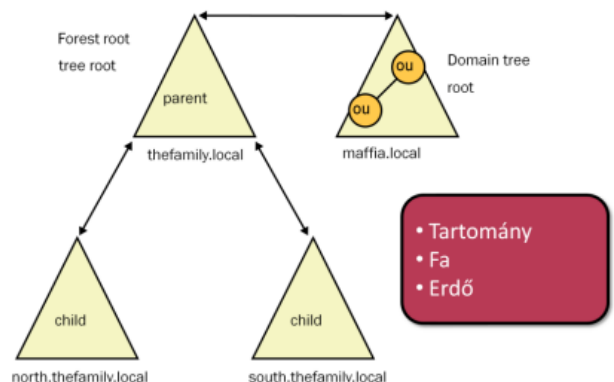 Forest root
tree root
parent
thefamily.local
ou
ou
Domain tree
root
maffia.local
child
north.thefamily.local
child
south.thefamily.local
• Tartomány
• Fa
• Erdő